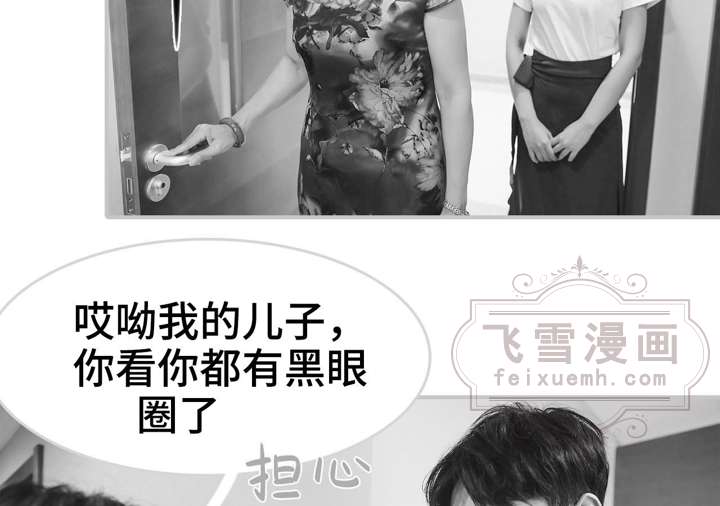 哎呦我的儿子，
你看你都有黑眼
圈了
飞雪漫画
feixuemh.com
担心